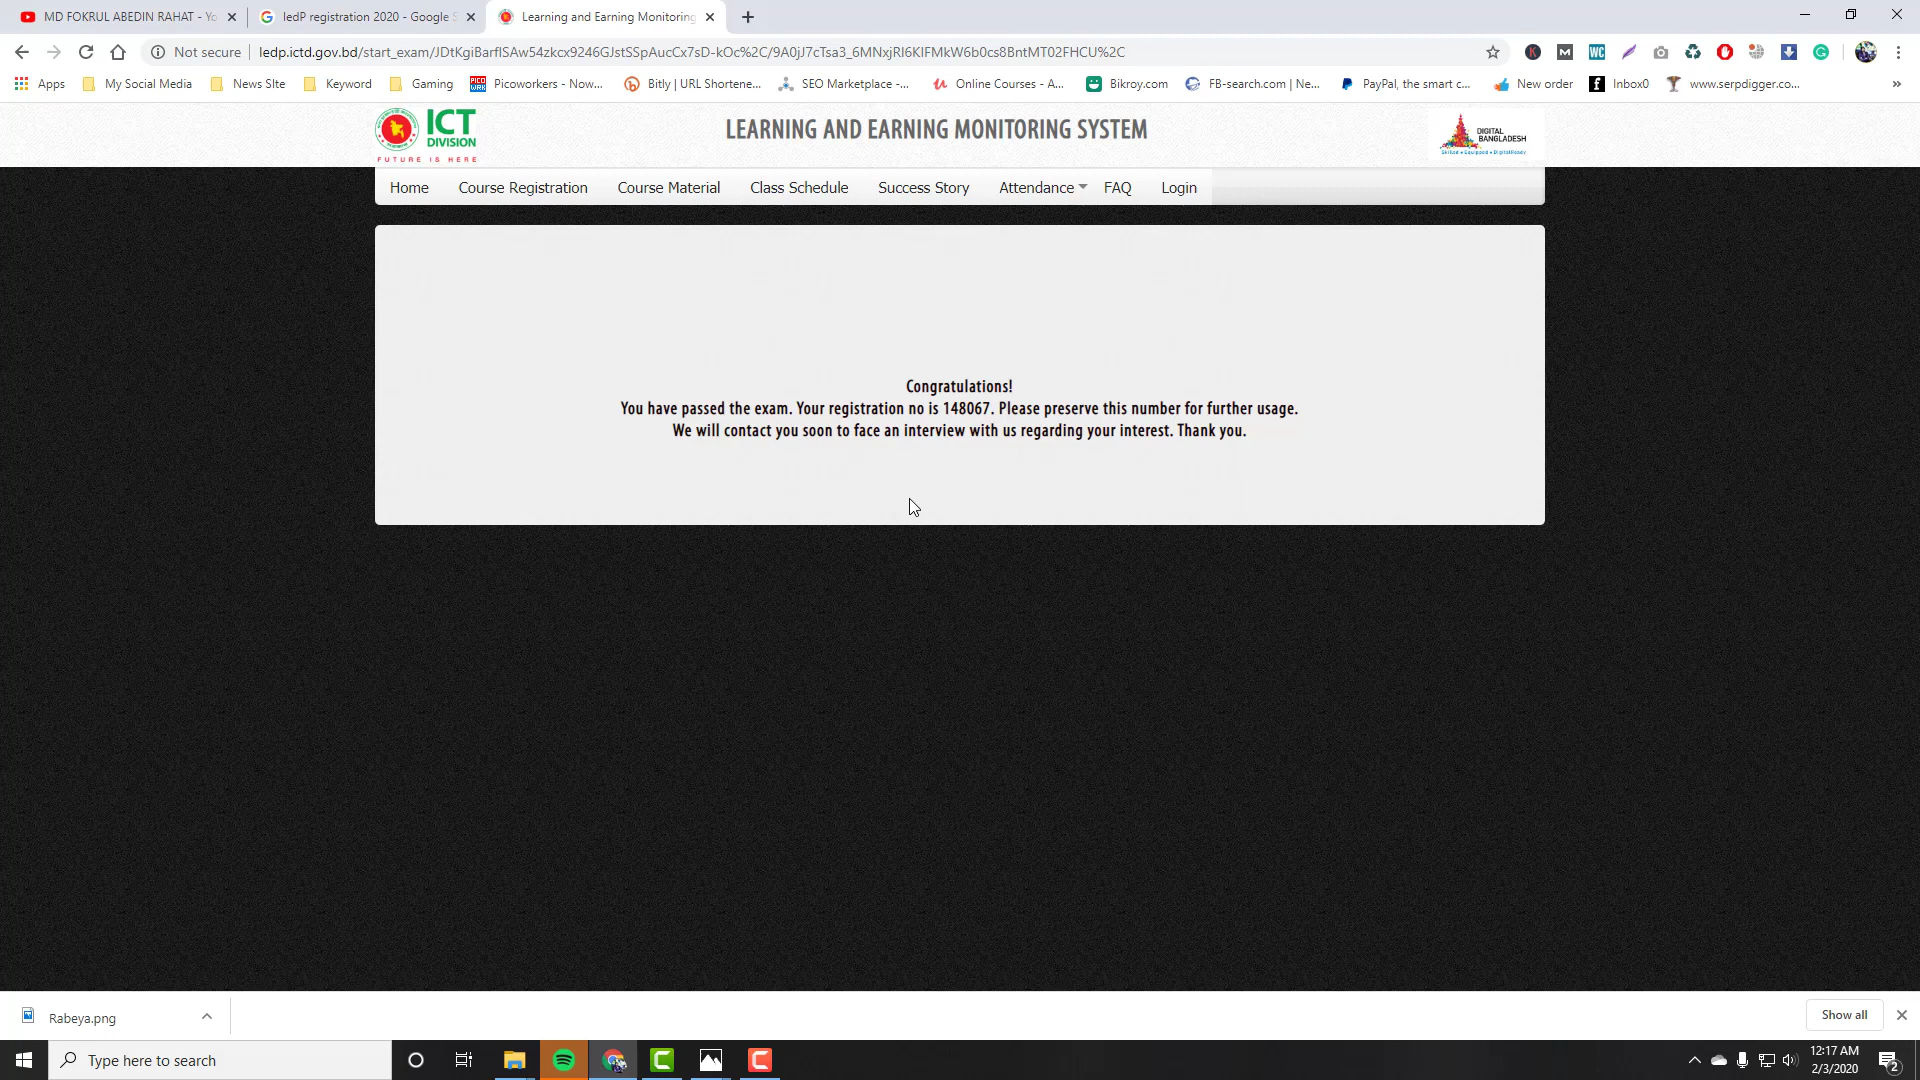 MD FOKRUL ABEDIN RAHAT - Yo
ledP registration 2020 - Google S
Learning and Earning Monitoring
Not secure
ledp.ictd.gov.bd/start_exam/JDtKgiBarfISAw54zkcx9246GJstSSpAucCx7sD-kOc%2C/9A0jJ7cTsa3_6MNxjRI6KIFMkW6b0cs8BntMT02FHCU%2C
Apps My Social Media News SIte Keyword Gaming Picoworkers - Now... Bitly | URL Shortene... SEO Marketplace -... Online Courses - A... Bikroy.com FB-search.com | Ne... PayPal, the smart c... New order Inbox0 www.serpdigger.co...
ICT
DIVISION
FUTURE IS HERE
LEARNING AND EARNING MONITORING SYSTEM
DIGITAL
BANGLADESH
Skilled • Equipped • DigitalReady
Home Course Registration Course Material Class Schedule Success Story Attendance FAQ Login
Congratulations!
You have passed the exam. Your registration no is 148067. Please preserve this number for further usage.
We will contact you soon to face an interview with us regarding your interest. Thank you.
Rabeya.png
Show all
Type here to search
12:17 AM
2/3/2020
2